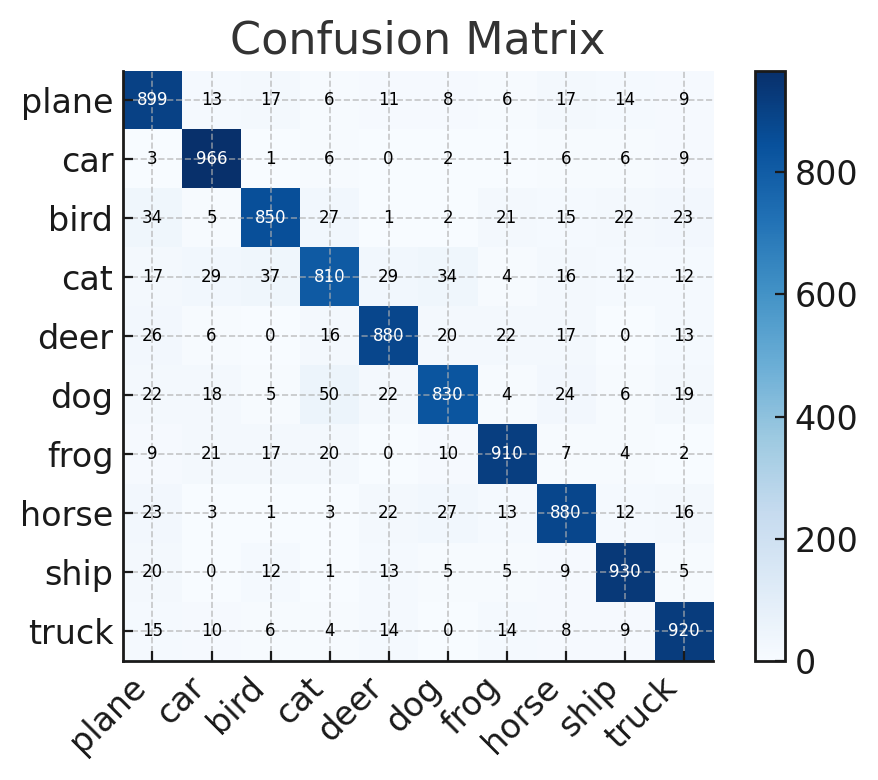 Confusion Matrix
plane 899 13 17 6 11 8 6 17 14 9
car 3 966 1 6 0 2 1 6 6 9
bird 34 5 850 27 1 2 21 15 22 23
cat 17 29 37 810 29 34 4 16 12 12
deer 26 6 0 16 880 20 22 17 0 13
dog 22 18 5 50 22 830 4 24 6 19
frog 9 21 17 20 0 10 910 7 4 2
horse 23 3 1 3 22 27 13 880 12 16
ship 20 0 12 1 13 5 5 9 930 5
truck 15 10 6 4 14 0 14 8 9 920
plane car bird cat deer dog frog horse ship truck
800
600
400
200
0